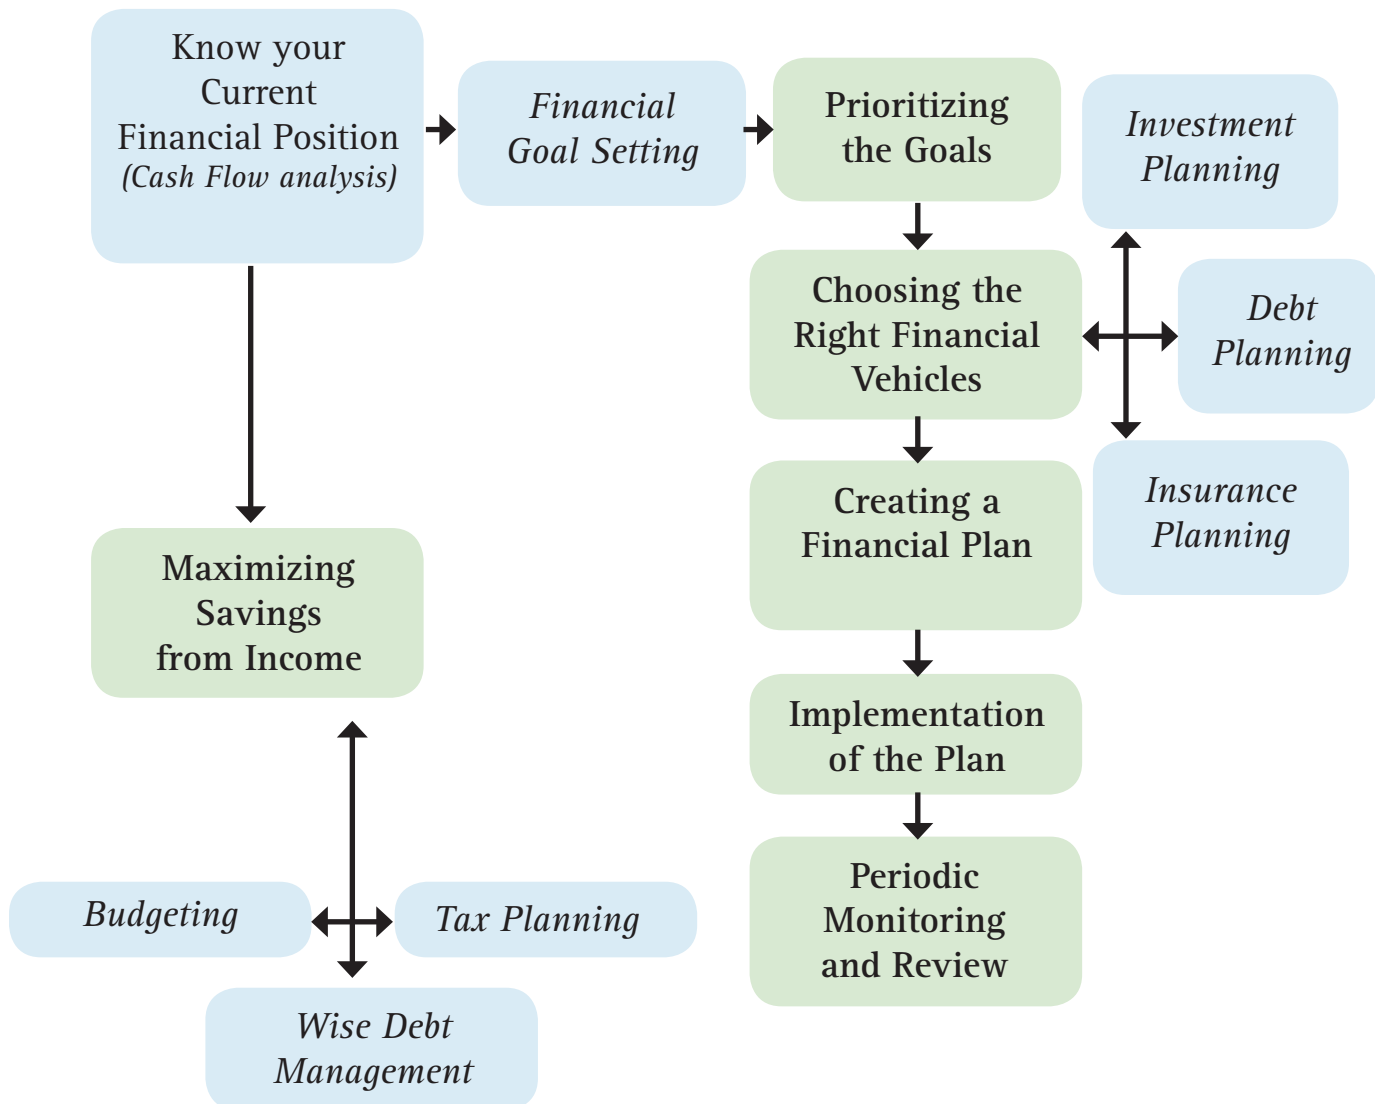 Know your
Current
Financial Position
(Cash Flow analysis)
Financial
Goal Setting
Prioritizing
the Goals
Investment
Planning
Choosing the
Right Financial
Vehicles
Debt
Planning
Creating a
Financial Plan
Insurance
Planning
Maximizing
Savings
from Income
Implementation
of the Plan
Periodic
Monitoring
and Review
Budgeting
Tax Planning
Wise Debt
Management